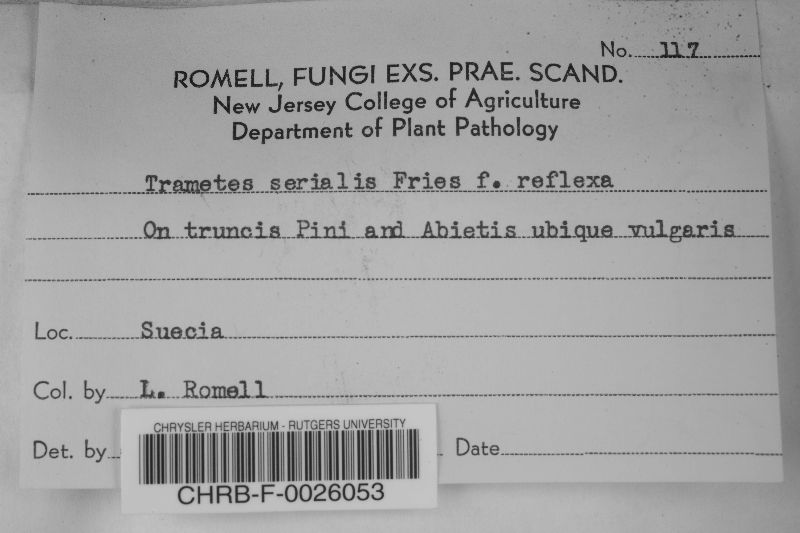 No. 117
ROMELL, FUNGI EXS. PRAE. SCAND.
New Jersey College of Agriculture
Department of Plant Pathology
Trametes serialis Fries f. reflexa
On truncis Pini and Abietis ubique vulgaris
Loc. Suecia
Col. by L. Romell
Det. by
Date
CHRYSLER HERBARIUM - RUTGERS UNIVERSITY
CHRB-F-0026053